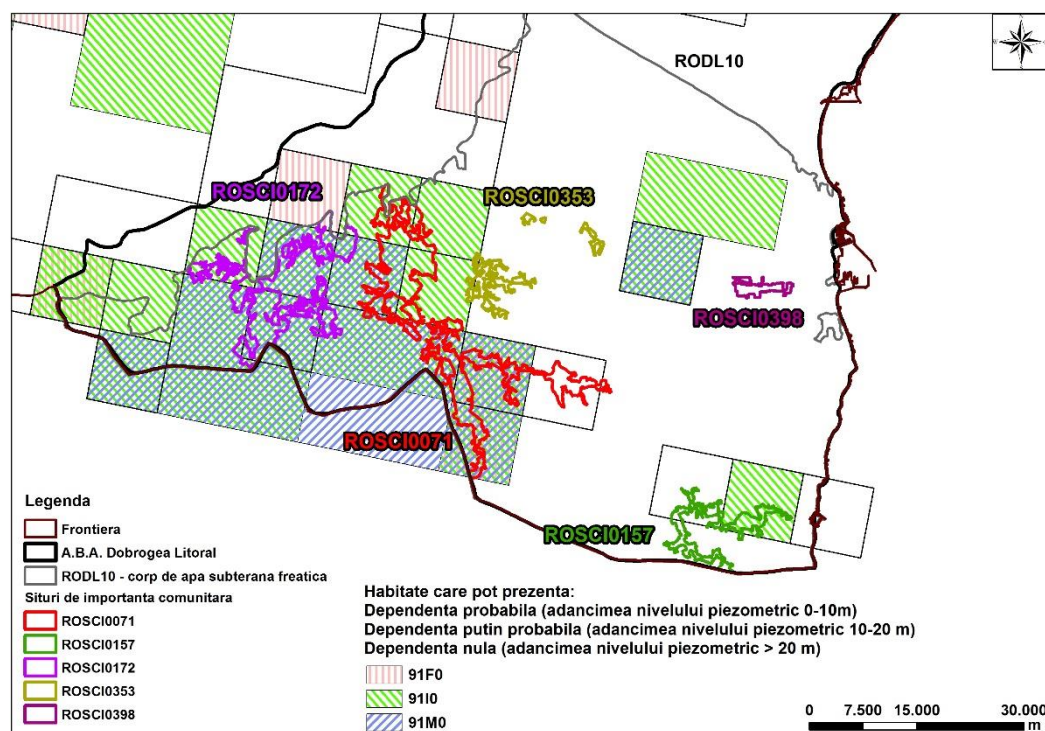 RODL10
ROSCI0172
ROSCI0353
ROSCI0398
ROSCI0071
ROSCI0157
Legenda
Frontiera
A.B.A. Dobrogea Litoral
RODL10 - corp de apa subterana freatica
Situri de importanta comunitara
ROSCI0071
ROSCI0157
ROSCI0172
ROSCI0353
ROSCI0398
Habitate care pot prezenta:
Dependenta probabila (adancimea nivelului piezometric 0-10m)
Dependenta putin probabila (adancimea nivelului piezometric 10-20 m)
Dependenta nula (adancimea nivelului piezometric > 20 m)
91F0
91I0
91M0
0 7.500 15.000 30.000
m